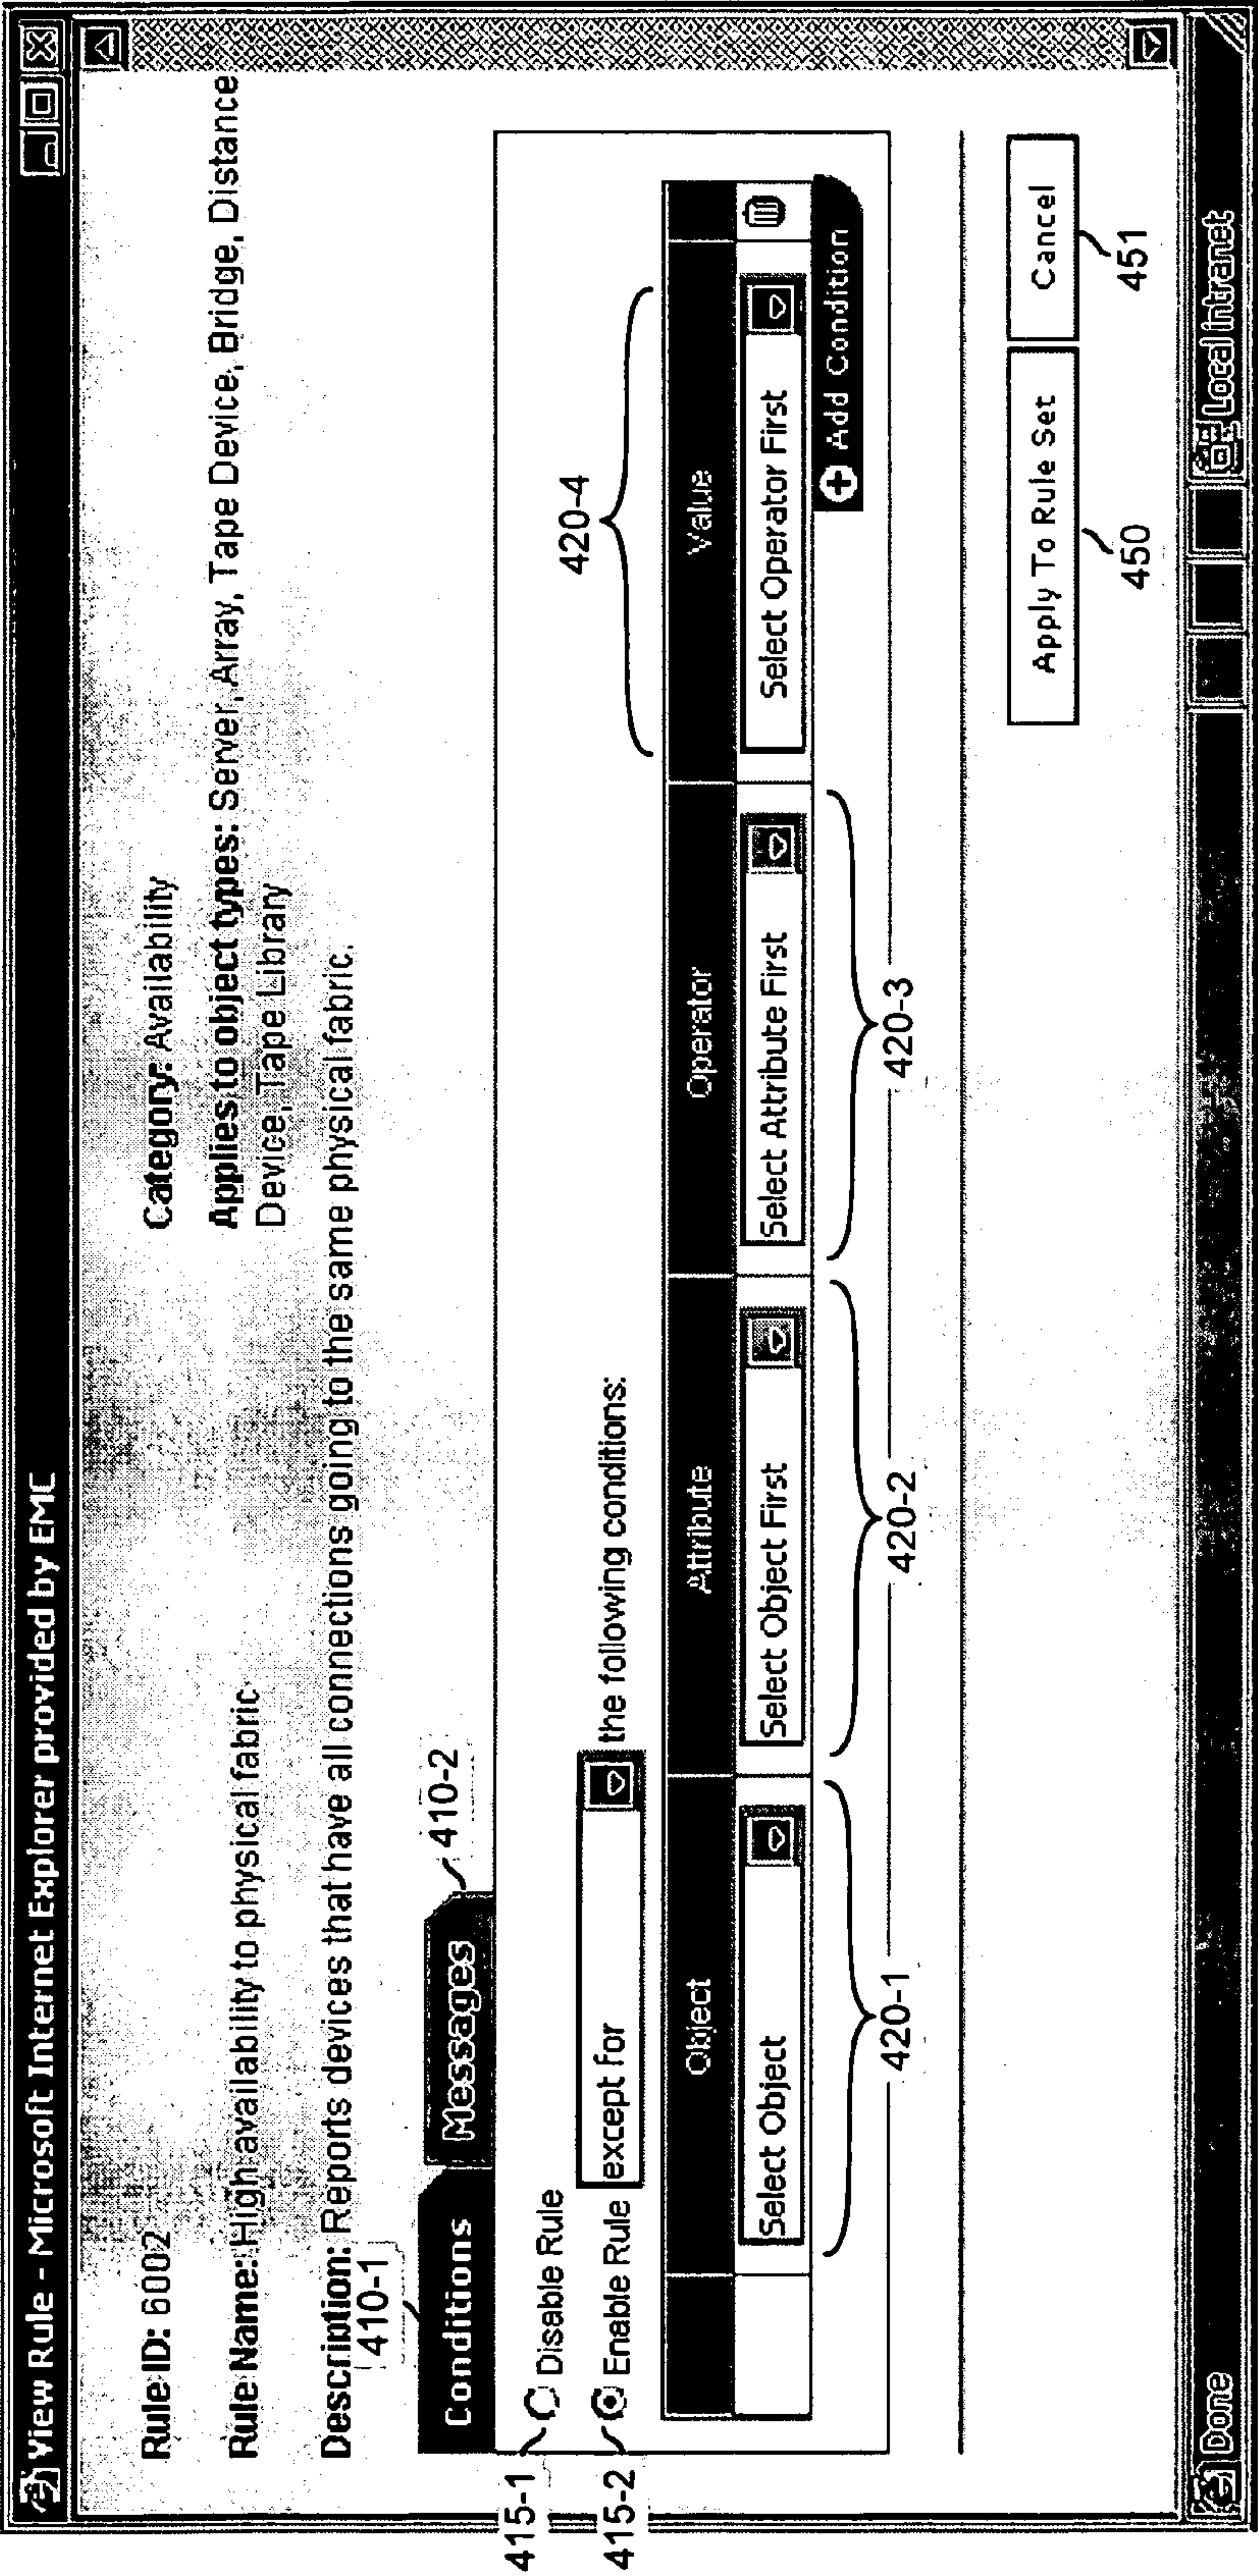 View Rule - Microsoft Internet Explorer provided by EMC
Rule ID: 6002
Category: Availability
Rule Name: High availability to physical fabric
Applies to object types: Server, Array, Tape Device, Bridge, Distance
Device, Tape Library
Description: Reports devices that have all connections going to the same physical fabric.
410-1
410-2
Conditions
Messages
415-1
Disable Rule
415-2
Enable Rule
except for
the following conditions:
420-4
Object
Attribute
Operator
Value
Select Object
Select Object First
Select Attribute First
Select Operator First
Add Condition
420-1
420-2
420-3
Apply To Rule Set
Cancel
450
451
Done
Local intranet